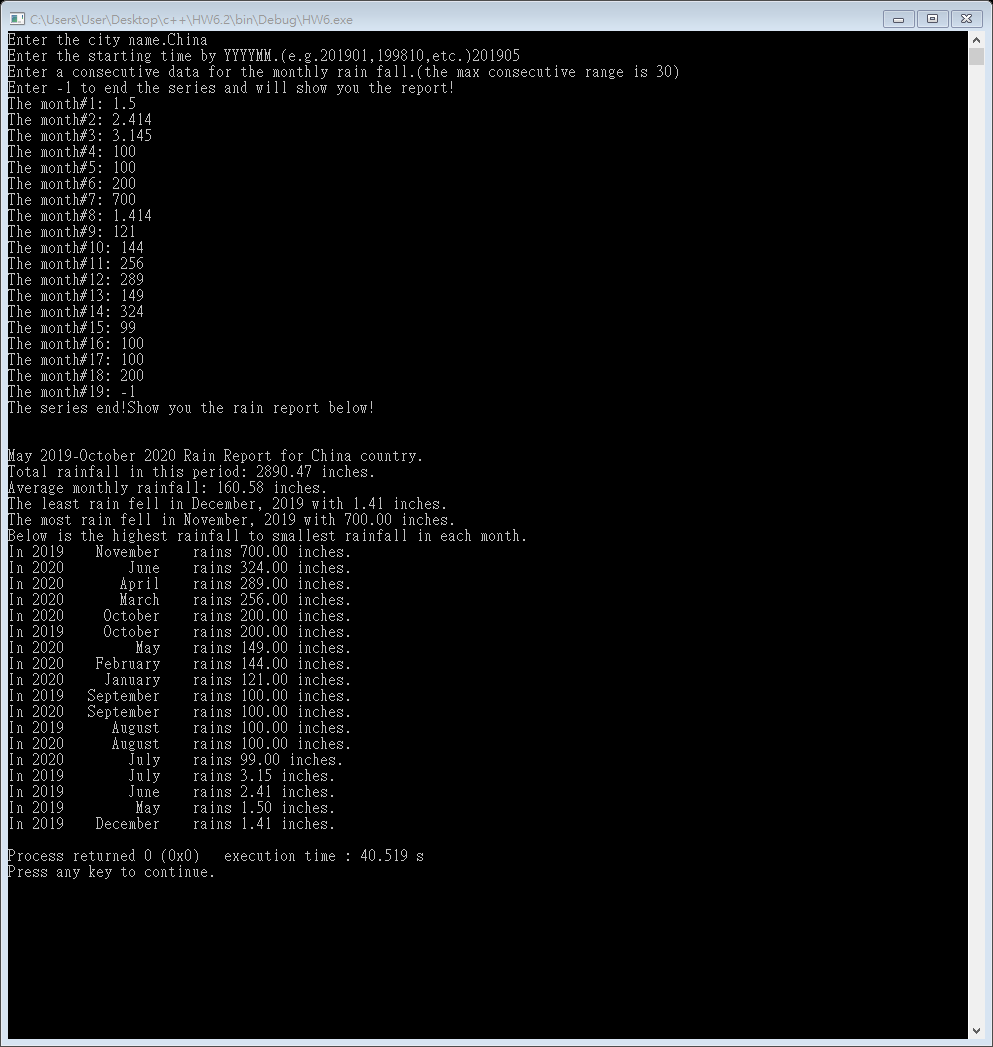 C:\Users\User\Desktop\c++\HW6.2\bin\Debug\HW6.exe
Enter the city name.China
Enter the starting time by YYYYMM.(e.g.201901,199810,etc.)201905
Enter a consecutive data for the monthly rain fall.(the max consecutive range is 30)
Enter -1 to end the series and will show you the report!
The month#1: 1.5
The month#2: 2.414
The month#3: 3.145
The month#4: 100
The month#5: 100
The month#6: 200
The month#7: 700
The month#8: 1.414
The month#9: 121
The month#10: 144
The month#11: 256
The month#12: 289
The month#13: 149
The month#14: 324
The month#15: 99
The month#16: 100
The month#17: 100
The month#18: 200
The month#19: -1
The series end!Show you the rain report below!
May 2019-October 2020 Rain Report for China country.
Total rainfall in this period: 2890.47 inches.
Average monthly rainfall: 160.58 inches.
The least rain fell in December, 2019 with 1.41 inches.
The most rain fell in November, 2019 with 700.00 inches.
Below is the highest rainfall to smallest rainfall in each month.
In 2019    November    rains 700.00 inches.
In 2020        June    rains 324.00 inches.
In 2020       April    rains 289.00 inches.
In 2020       March    rains 256.00 inches.
In 2020     October    rains 200.00 inches.
In 2019     October    rains 200.00 inches.
In 2020         May    rains 149.00 inches.
In 2020    February    rains 144.00 inches.
In 2020     January    rains 121.00 inches.
In 2019   September    rains 100.00 inches.
In 2020   September    rains 100.00 inches.
In 2019      August    rains 100.00 inches.
In 2020      August    rains 100.00 inches.
In 2020        July    rains 99.00 inches.
In 2019        July    rains 3.15 inches.
In 2019        June    rains 2.41 inches.
In 2019         May    rains 1.50 inches.
In 2019    December    rains 1.41 inches.
Process returned 0 (0x0)   execution time : 40.519 s
Press any key to continue.